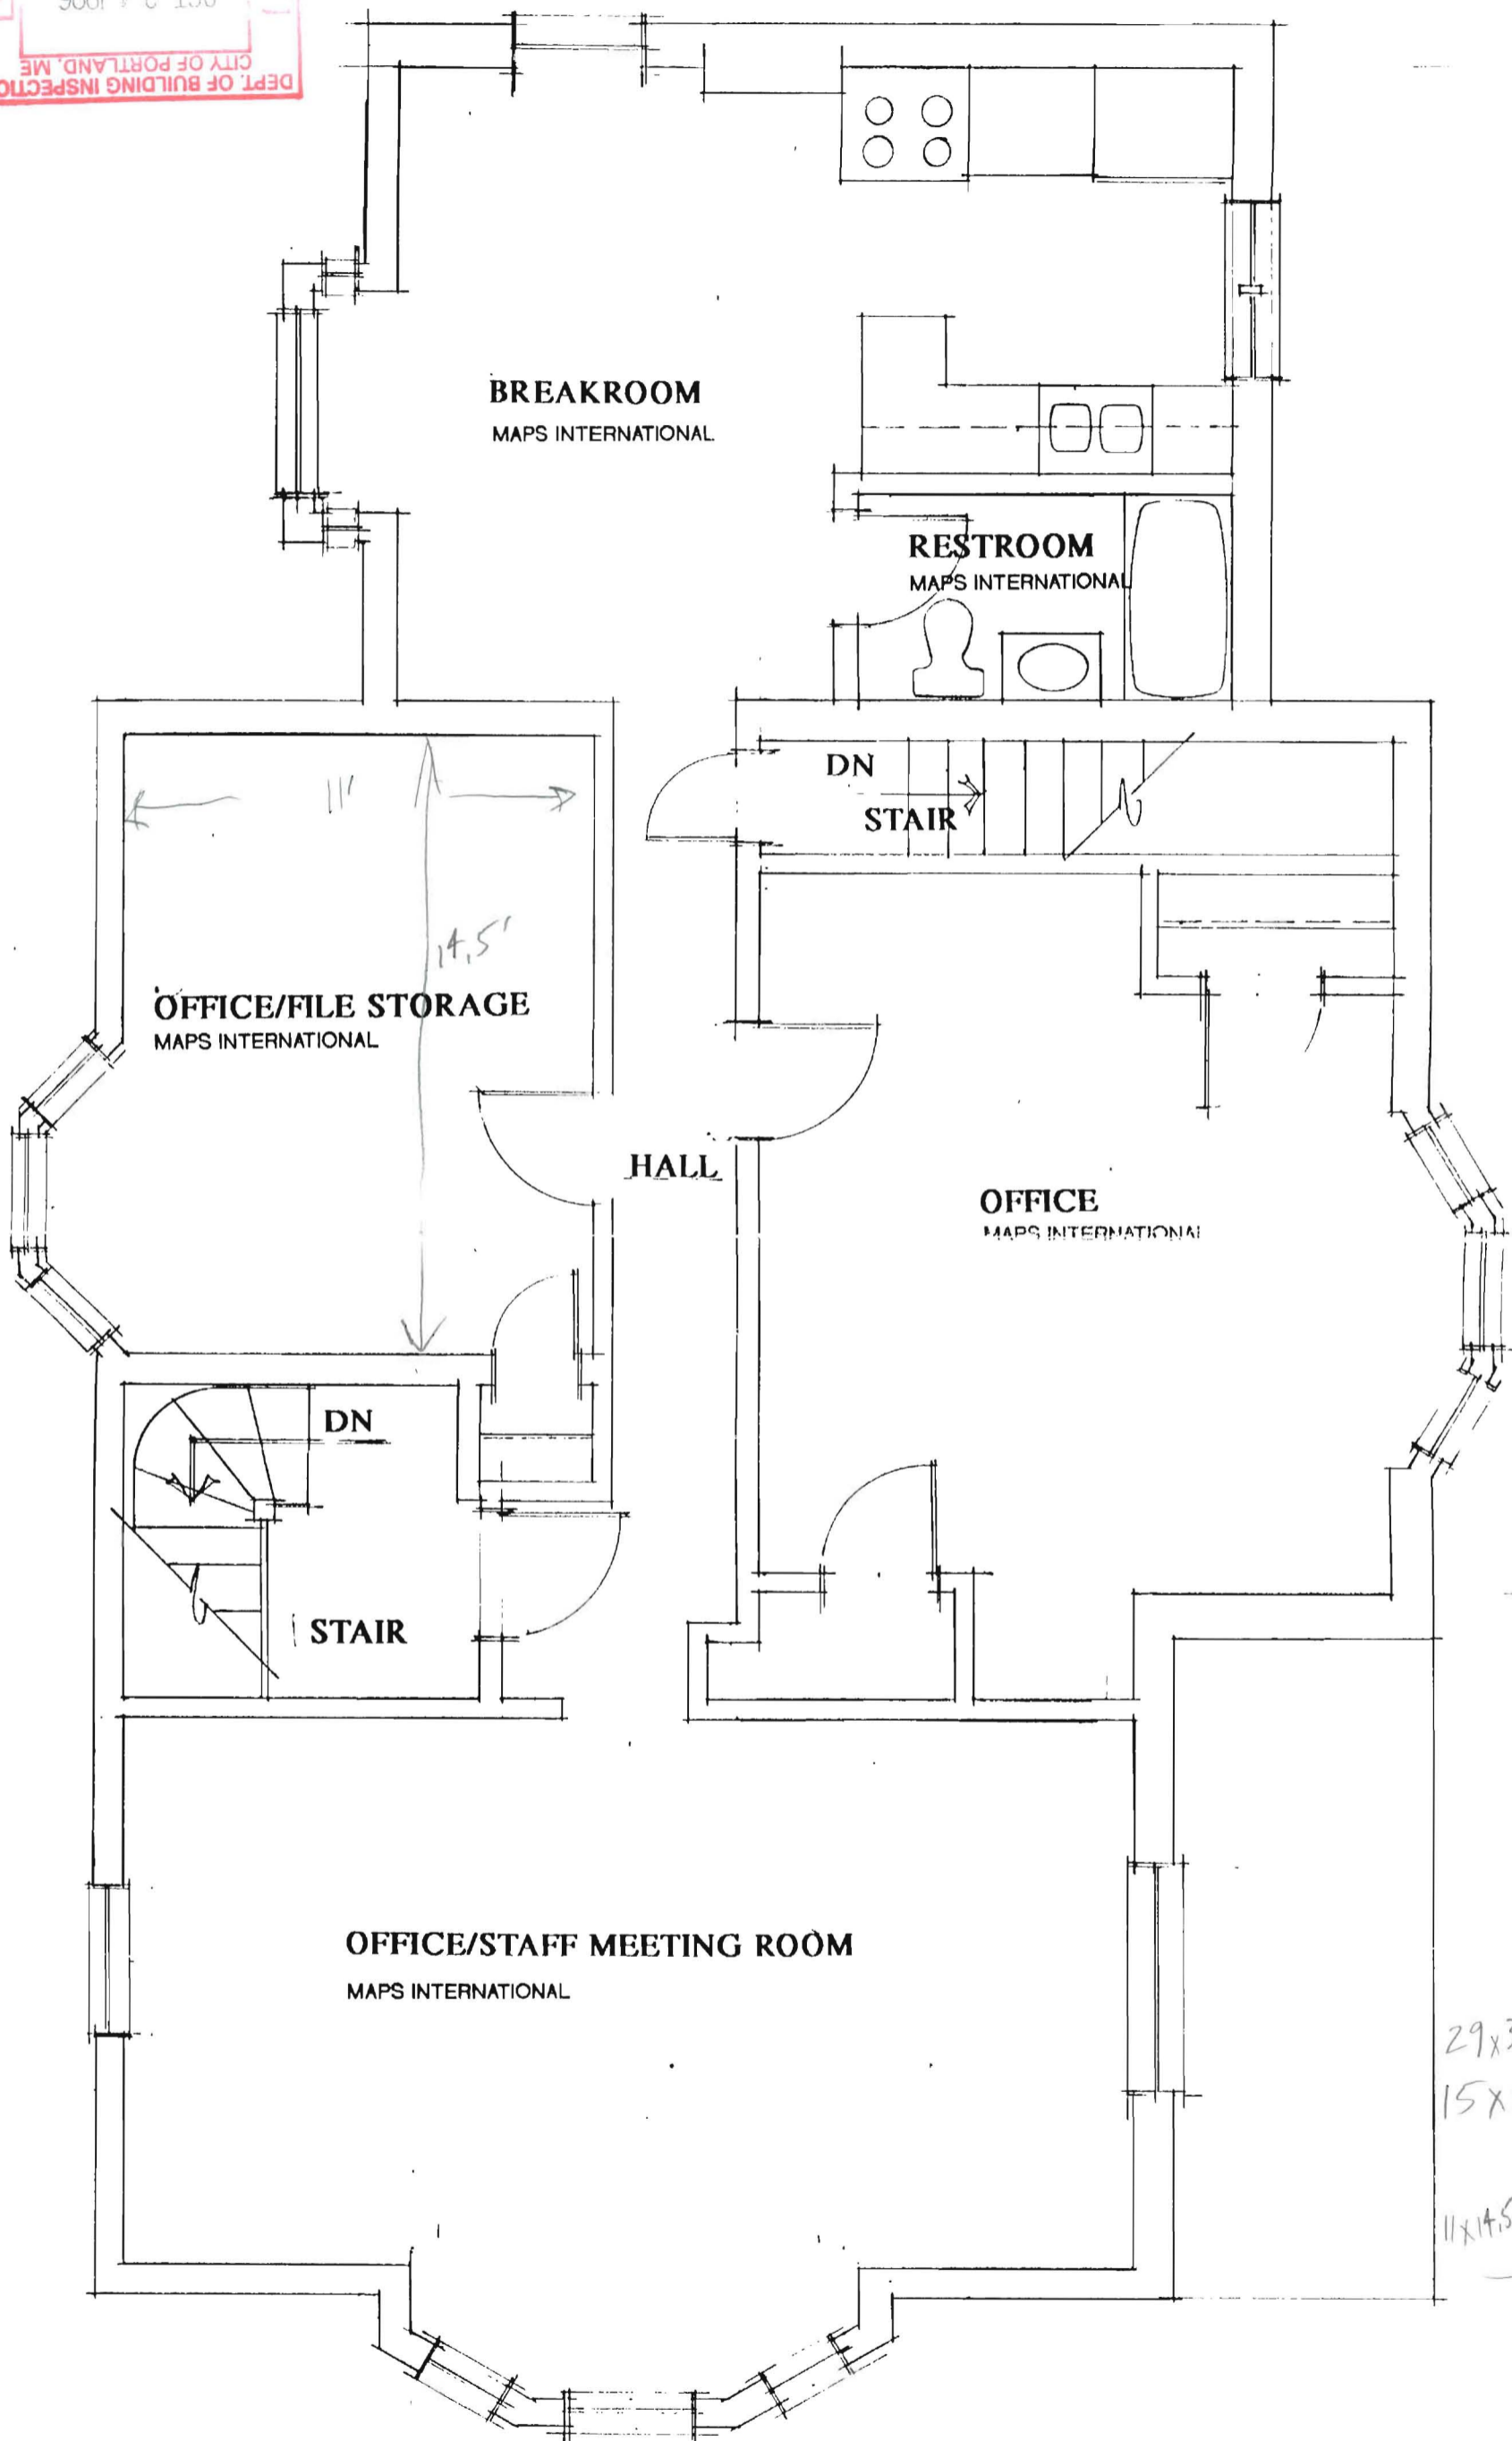 DEPT. OF BUILDING INSPECTIO
CITY OF PORTLAND, ME
BREAKROOM
MAPS INTERNATIONAL
RESTROOM
MAPS INTERNATIONAL
DN
STAIR
11'
14,5'
OFFICE/FILE STORAGE
MAPS INTERNATIONAL
HALL
OFFICE
MAPS INTERNATIONAL
DN
STAIR
OFFICE/STAFF MEETING ROOM
MAPS INTERNATIONAL
29x3
15x
11x14,5